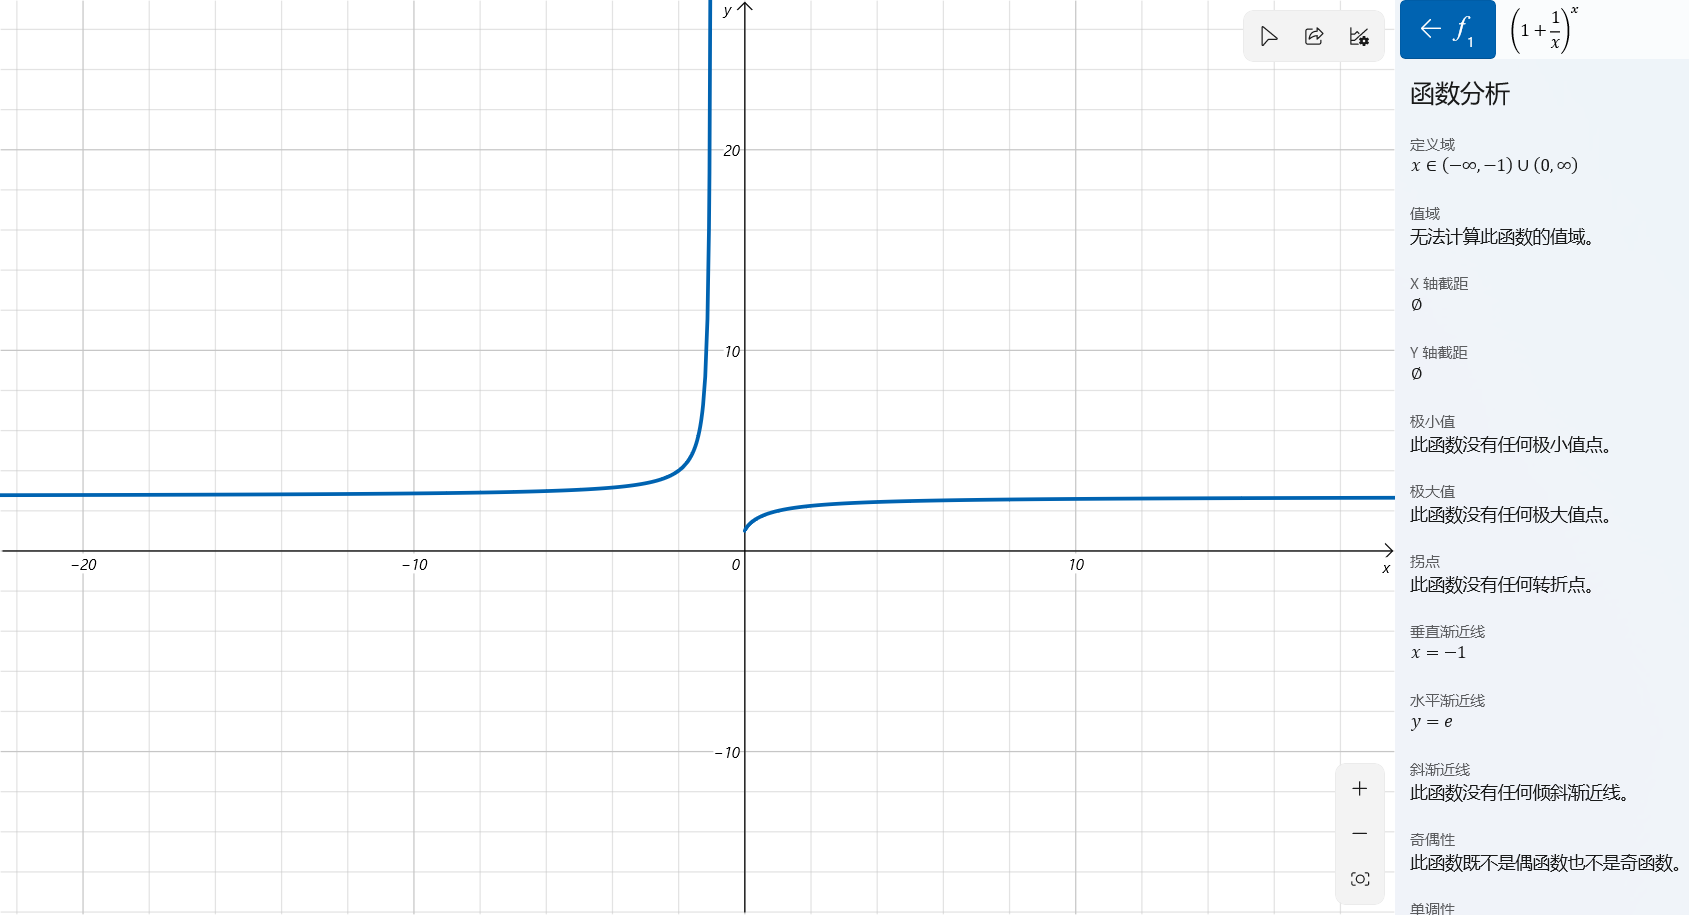 y
20
10
−20
−10
0
10
x
−10
f₁
(1 + 1/x)^x
函数分析
定义域
x ∈ (−∞, −1) ∪ (0, ∞)
值域
无法计算此函数的值域。
X 轴截距
∅
Y 轴截距
∅
极小值
此函数没有任何极小值点。
极大值
此函数没有任何极大值点。
拐点
此函数没有任何转折点。
垂直渐近线
x = −1
水平渐近线
y = e
斜渐近线
此函数没有任何倾斜渐近线。
奇偶性
此函数既不是偶函数也不是奇函数。
单调性